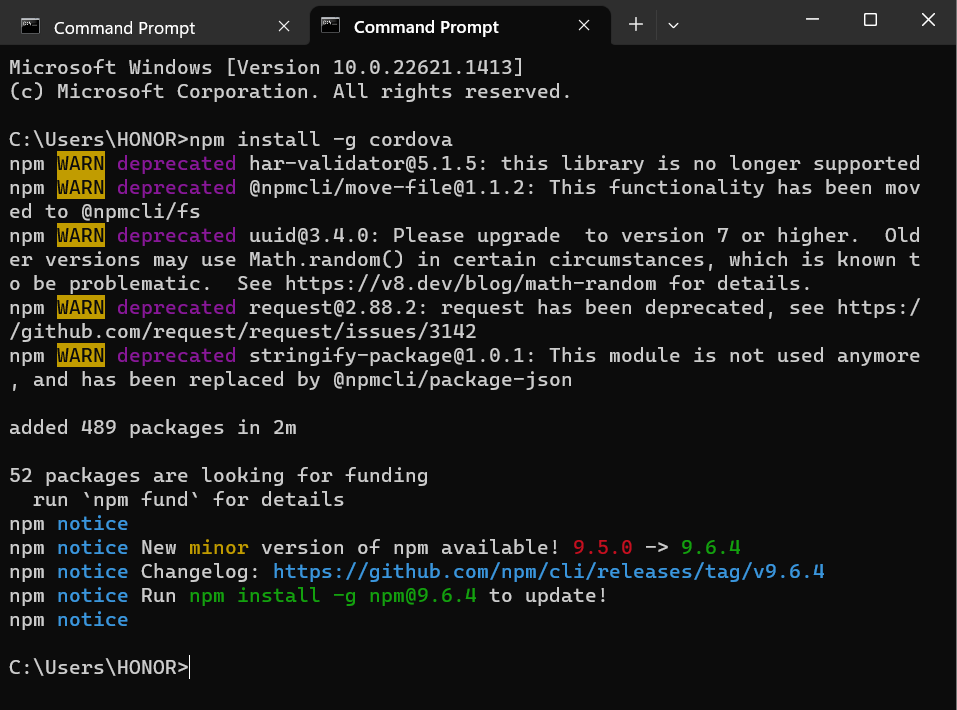 Command Prompt
Command Prompt
Microsoft Windows [Version 10.0.22621.1413]
(c) Microsoft Corporation. All rights reserved.
C:\Users\HONOR>npm install -g cordova
npm WARN deprecated har-validator@5.1.5: this library is no longer supported
npm WARN deprecated @npmcli/move-file@1.1.2: This functionality has been mov
ed to @npmcli/fs
npm WARN deprecated uuid@3.4.0: Please upgrade  to version 7 or higher.  Old
er versions may use Math.random() in certain circumstances, which is known t
o be problematic.  See https://v8.dev/blog/math-random for details.
npm WARN deprecated request@2.88.2: request has been deprecated, see https:/
/github.com/request/request/issues/3142
npm WARN deprecated stringify-package@1.0.1: This module is not used anymore
, and has been replaced by @npmcli/package-json
added 489 packages in 2m
52 packages are looking for funding
  run `npm fund` for details
npm notice
npm notice New minor version of npm available! 9.5.0 -> 9.6.4
npm notice Changelog: https://github.com/npm/cli/releases/tag/v9.6.4
npm notice Run npm install -g npm@9.6.4 to update!
npm notice
C:\Users\HONOR>